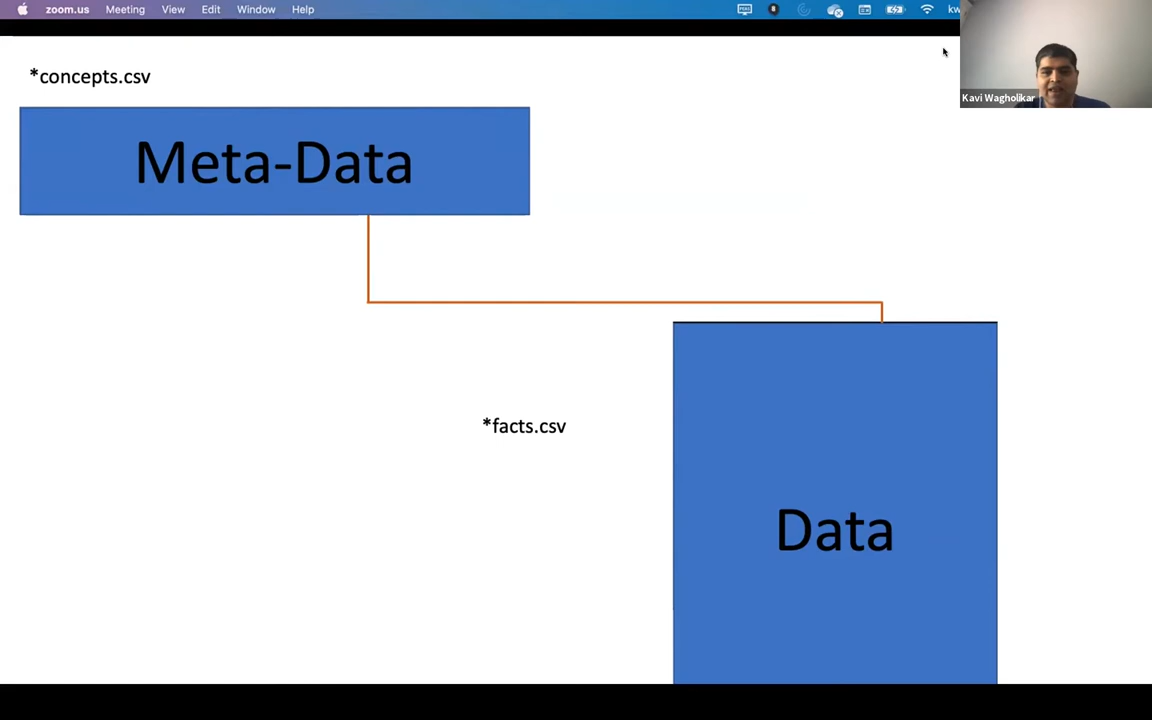 zoom.us Meeting View Edit Window Help
*concepts.csv
Kavi Wagholikar
Meta-Data
*facts.csv
Data